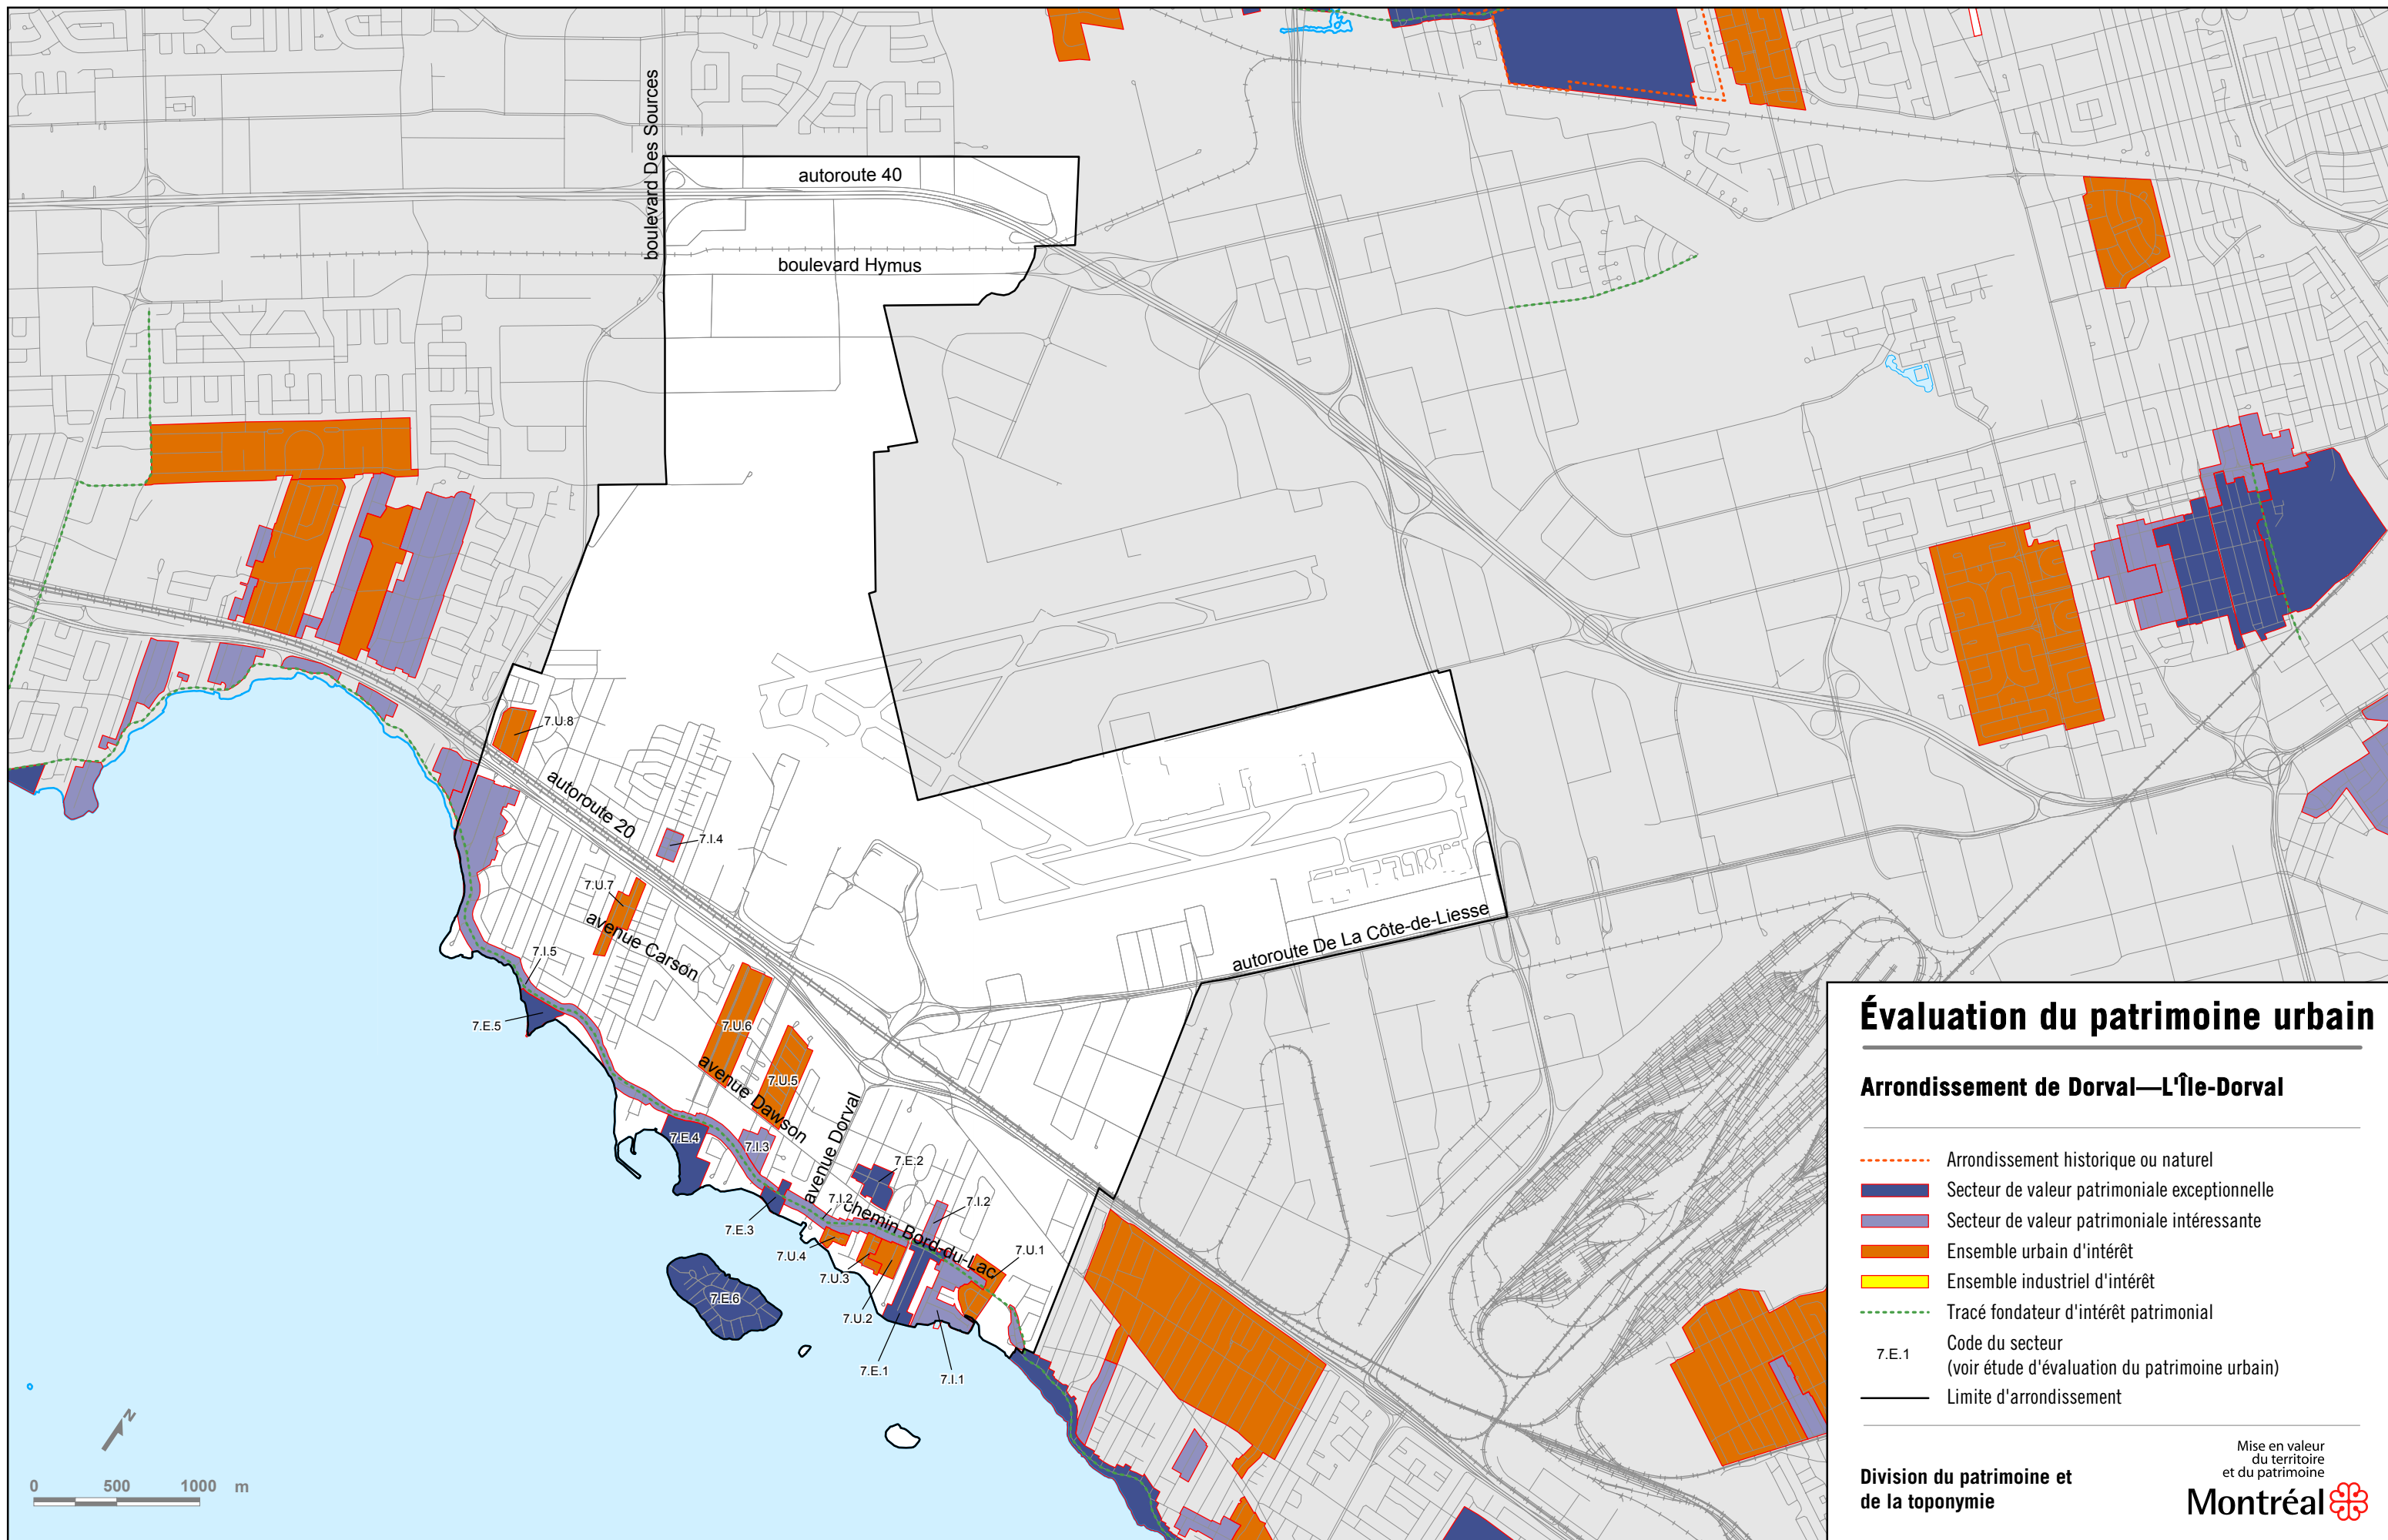 boulevard Des Sources
autoroute 40
boulevard Hymus
7.U.8
autoroute 20
7.I.4
7.U.7
avenue Carson
autoroute De La Côte-de-Liesse
7.I.5
7.E.5
7.U.6
avenue Dawson
7.U.5
avenue Dorval
7.E.4
7.I.3
7.E.2
7.I.2
7.I.2
chemin Bord-du-Lac
7.E.3
7.U.4
7.U.1
7.U.3
7.E.6
7.U.2
7.E.1
7.I.1
N
0 500 1000 m
Évaluation du patrimoine urbain
Arrondissement de Dorval—L'Île-Dorval
Arrondissement historique ou naturel
Secteur de valeur patrimoniale exceptionnelle
Secteur de valeur patrimoniale intéressante
Ensemble urbain d'intérêt
Ensemble industriel d'intérêt
Tracé fondateur d'intérêt patrimonial
7.E.1 Code du secteur
(voir étude d'évaluation du patrimoine urbain)
Limite d'arrondissement
Division du patrimoine et
de la toponymie
Mise en valeur
du territoire
et du patrimoine
Montréal